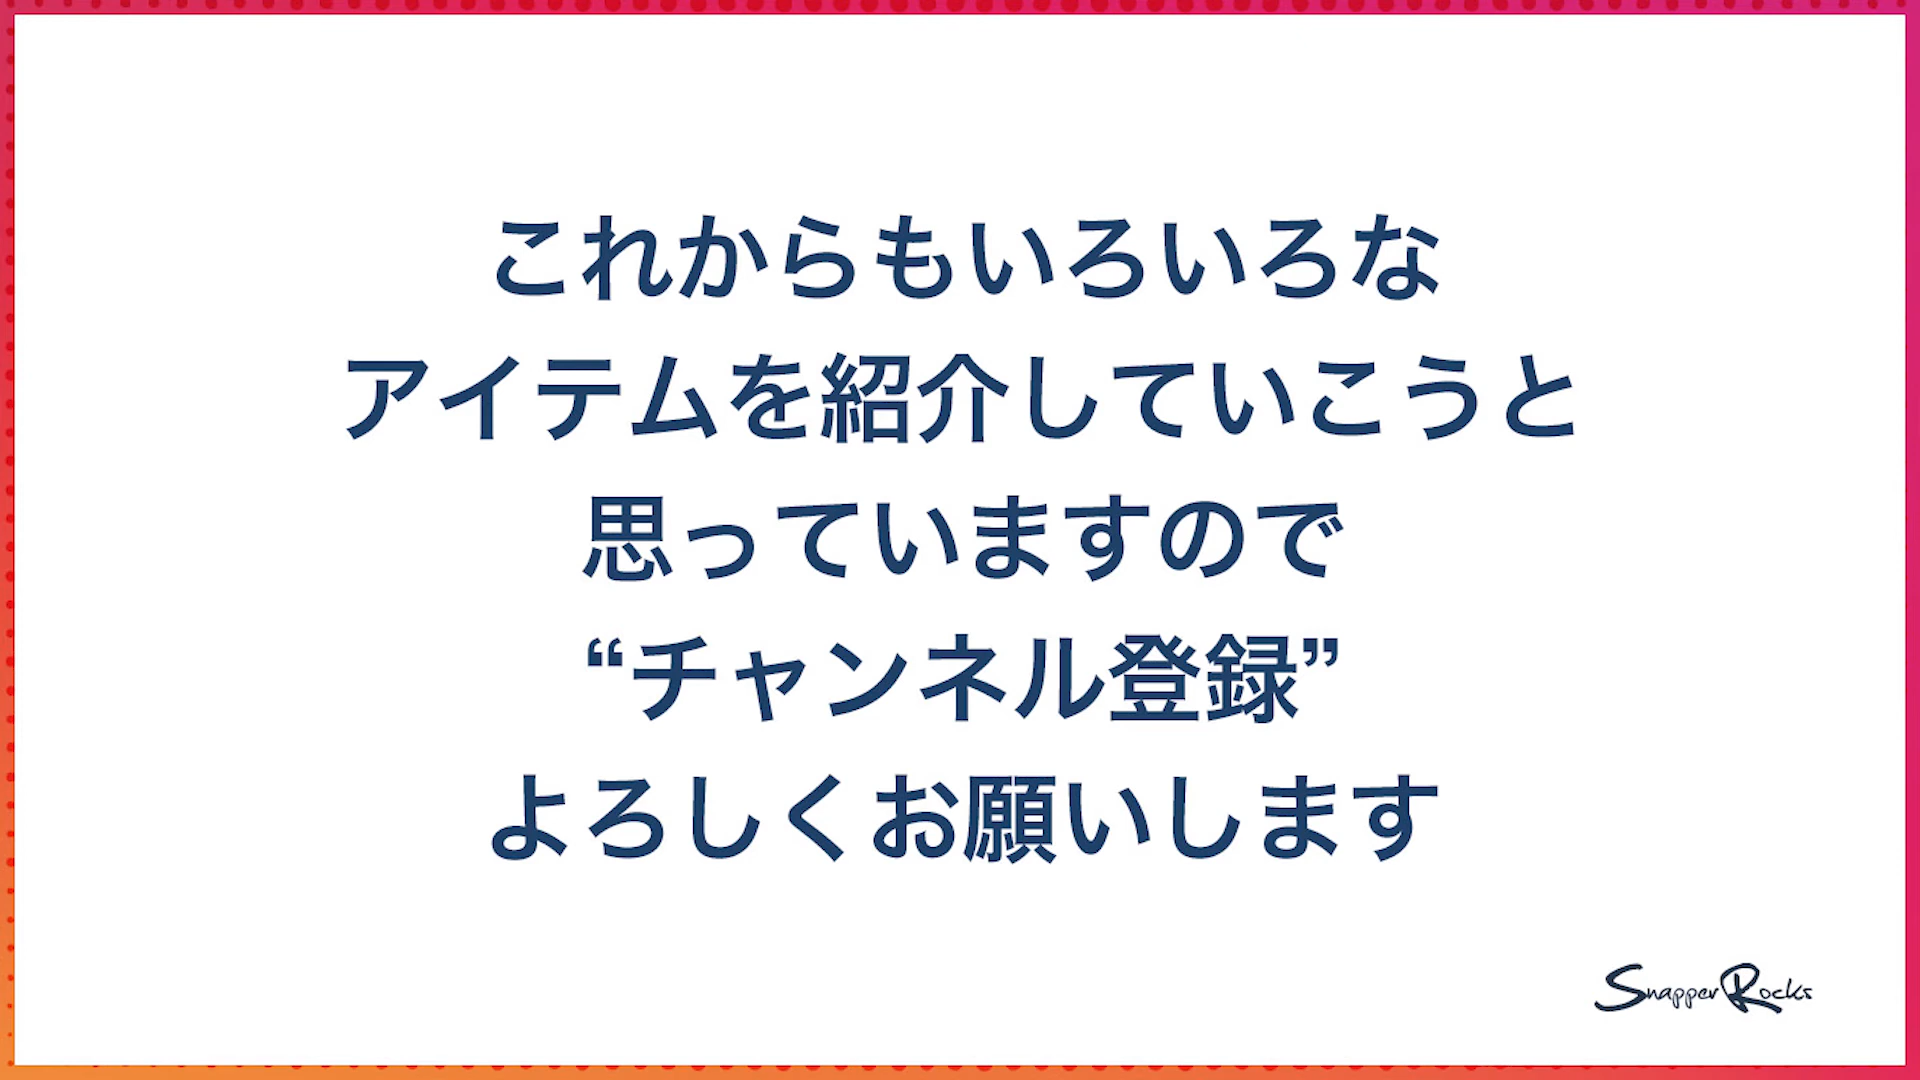 これからもいろいろな
アイテムを紹介していこうと
思っていますので
“チャンネル登録”
よろしくお願いします
Snapper Rocks